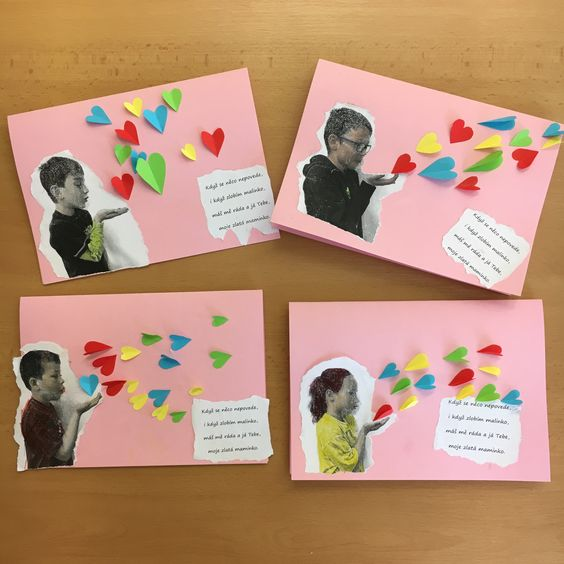 Když se něco nepovede,
i když zlobím malinko,
máš mě ráda a já Tebe,
moje zlatá maminko.
Když se něco nepovede,
i když zlobím malinko,
máš mě ráda a já Tebe,
moje zlatá maminko.
Když se něco nepovede,
i když zlobím malinko,
máš mě ráda a já Tebe,
moje zlatá maminko.
Když se něco nepovede,
i když zlobím malinko,
máš mě ráda a já Tebe,
moje zlatá maminko.